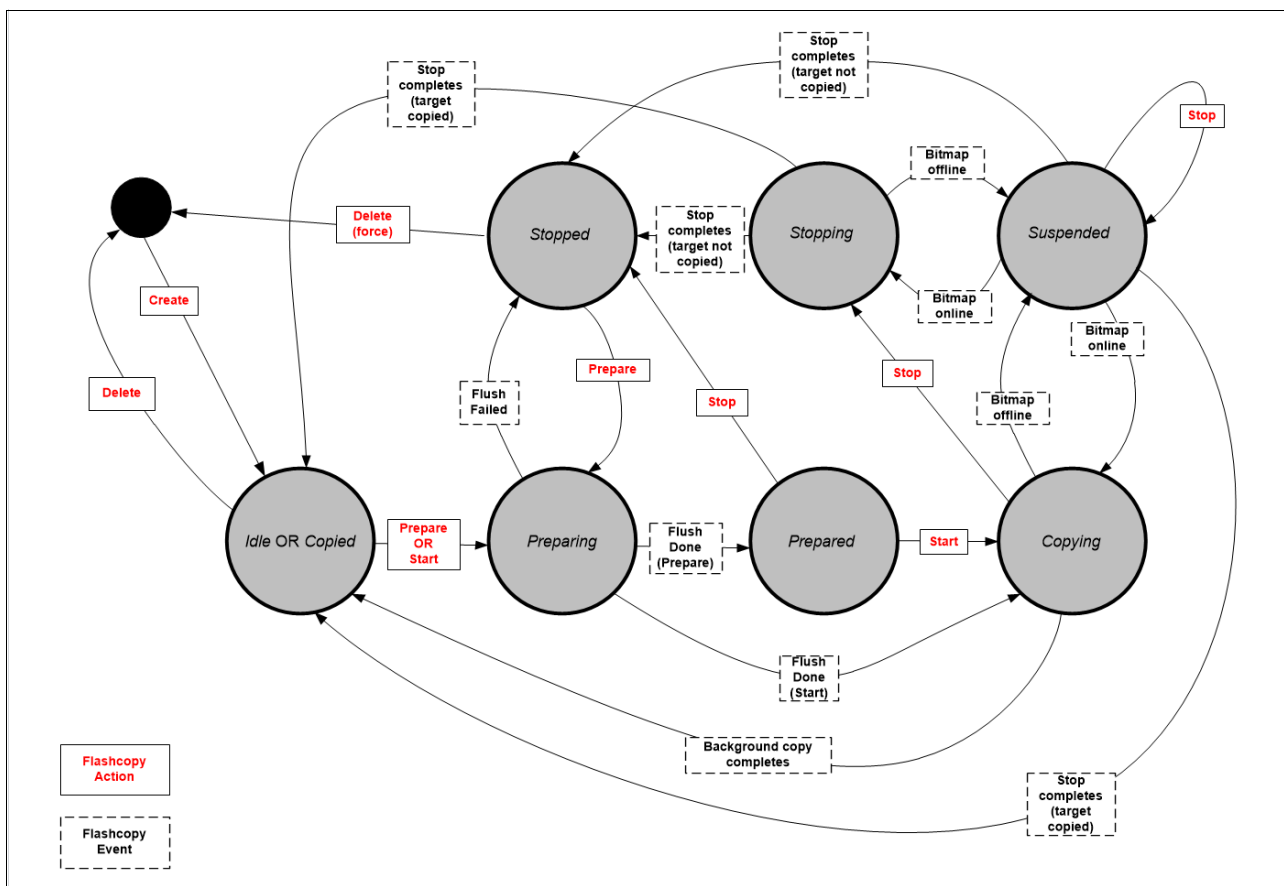 Stop
completes
(target not
copied)
Stop
completes
(target
copied)
Stop
Bitmap
offline
Delete
(force)
Stopped
Stop
completes
(target not
copied)
Stopping
Suspended
Create
Bitmap
online
Bitmap
online
Prepare
Stop
Delete
Flush
Failed
Stop
Bitmap
offline
Idle OR Copied
Prepare
OR
Start
Preparing
Flush
Done
(Prepare)
Prepared
Start
Copying
Flush
Done
(Start)
Background copy
completes
Flashcopy
Action
Stop
completes
(target
copied)
Flashcopy
Event